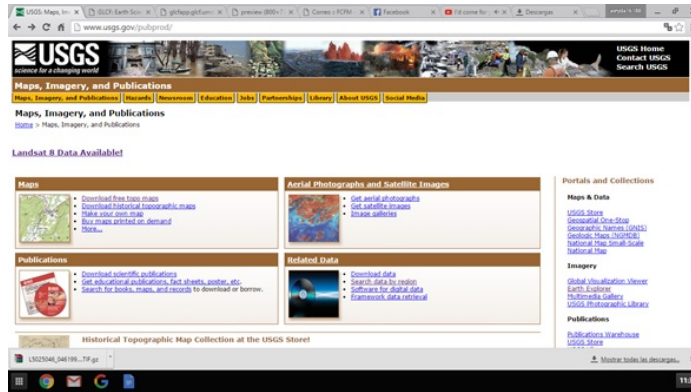 USGS: Maps, Im
GLCF: Earth Scie
glcfapp.glcf.umd
preview (800×
Correo :: FCFM
Facebook
I'd come for
Descargas
www.usgs.gov/pubprod/
USGS
science for a changing world
USGS Home
Contact USGS
Search USGS
Maps, Imagery, and Publications
Maps, Imagery, and Publications Hazards Newsroom Education Jobs Partnerships Library About USGS Social Media
Maps, Imagery, and Publications
Home > Maps, Imagery, and Publications
Landsat 8 Data Available!
Maps
Download free topo maps
Download historical topographic maps
Make your own map
Buy maps printed on demand
More...
Aerial Photographs and Satellite Images
Get aerial photographs
Get satellite images
Image galleries
Publications
Download scientific publications
Get educational publications, fact sheets, poster, etc.
Search for books, maps, and records to download or borrow.
Related Data
Download data
Search data by region
Software for digital data
Framework data retrieval
Historical Topographic Map Collection at the USGS Store!
Portals and Collections
Maps & Data
USGS Store
Geospatial One-Stop
Geographic Names (GNIS)
Geologic Maps (NGMDB)
National Map Small-Scale
National Map
Imagery
Global Visualization Viewer
Earth Explorer
Multimedia Gallery
USGS Photographic Library
Publications
Publications Warehouse
USGS Store
L5025046_046199...TIF.gz
Mostrar todas las descargas...